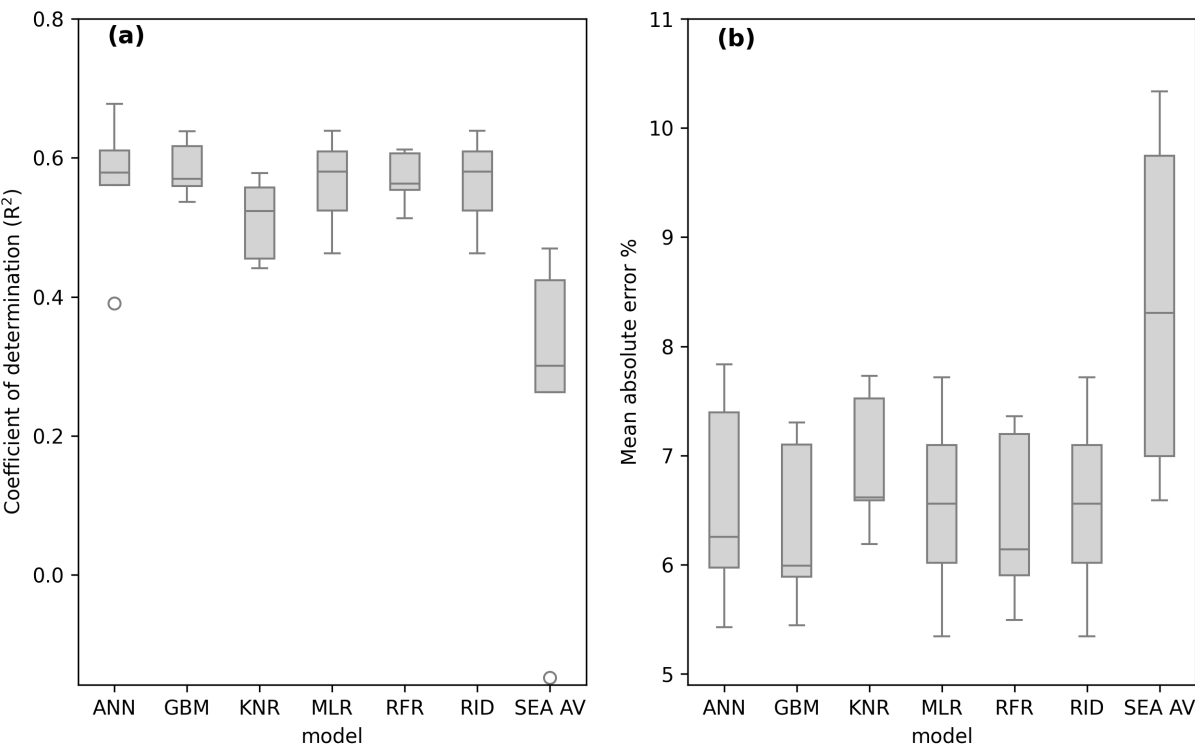 (a)
Coefficient of determination (R²)
0.8
0.6
0.4
0.2
0.0
ANN GBM KNR MLR RFR RID SEA AV
model
(b)
Mean absolute error %
11
10
9
8
7
6
5
ANN GBM KNR MLR RFR RID SEA AV
model